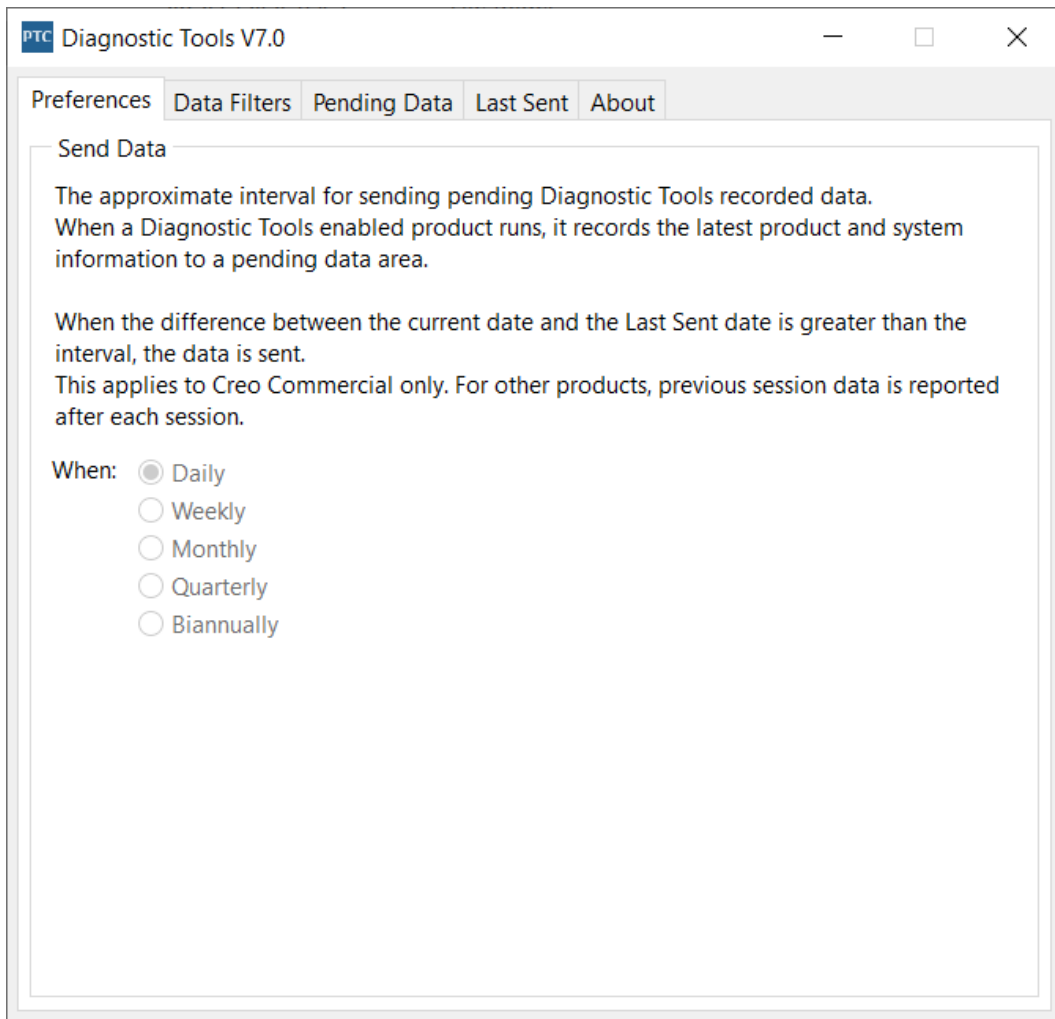 PTC Diagnostic Tools V7.0
Preferences Data Filters Pending Data Last Sent About
Send Data
The approximate interval for sending pending Diagnostic Tools recorded data.
When a Diagnostic Tools enabled product runs, it records the latest product and system
information to a pending data area.
When the difference between the current date and the Last Sent date is greater than the
interval, the data is sent.
This applies to Creo Commercial only. For other products, previous session data is reported
after each session.
When: Daily
Weekly
Monthly
Quarterly
Biannually